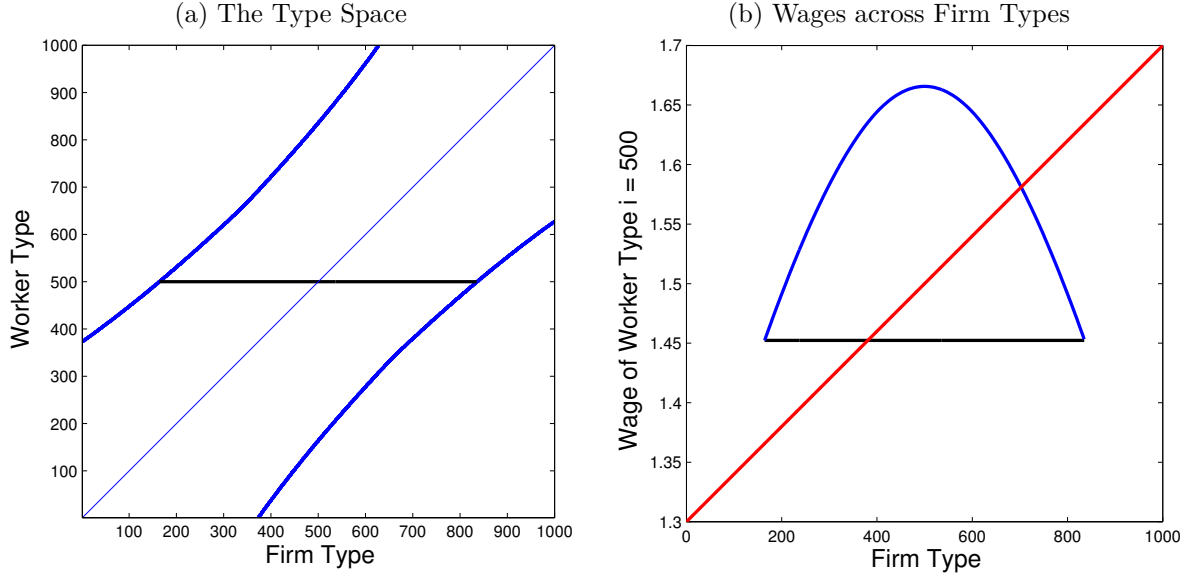 (a) The Type Space
1000
900
800
700
600
500
400
300
200
100
100 200 300 400 500 600 700 800 900 1000
Worker Type
Firm Type
(b) Wages across Firm Types
1.7
1.65
1.6
1.55
1.5
1.45
1.4
1.35
1.3
0 200 400 600 800 1000
Wage of Worker Type i = 500
Firm Type